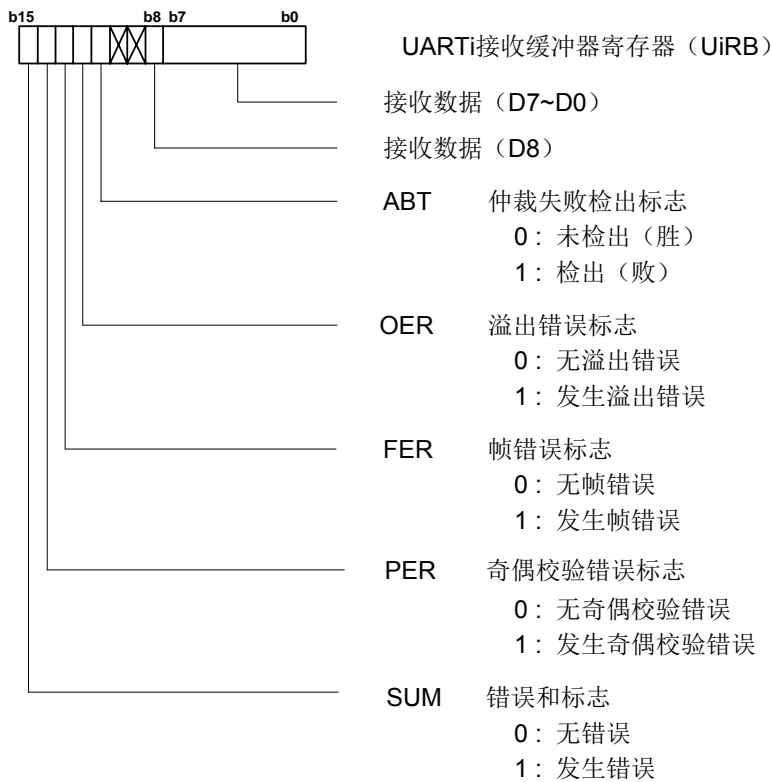 b15 b8 b7 b0
UARTi接收缓冲器寄存器（UiRB）
接收数据（D7~D0）
接收数据（D8）
ABT 仲裁失败检出标志
0：未检出（胜）
1：检出（败）
OER 溢出错误标志
0：无溢出错误
1：发生溢出错误
FER 帧错误标志
0：无帧错误
1：发生帧错误
PER 奇偶校验错误标志
0：无奇偶校验错误
1：发生奇偶校验错误
SUM 错误和标志
0：无错误
1：发生错误